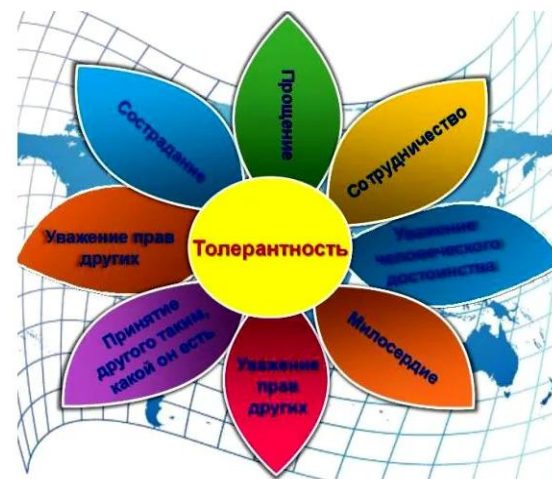 Прощение
Сотрудничество
Уважение
человического
достоинства
Милосердие
Уважение
прав
других
Принятие
другого таким,
какой он есть
Уважение прав
других
Сострадание
Толерантность